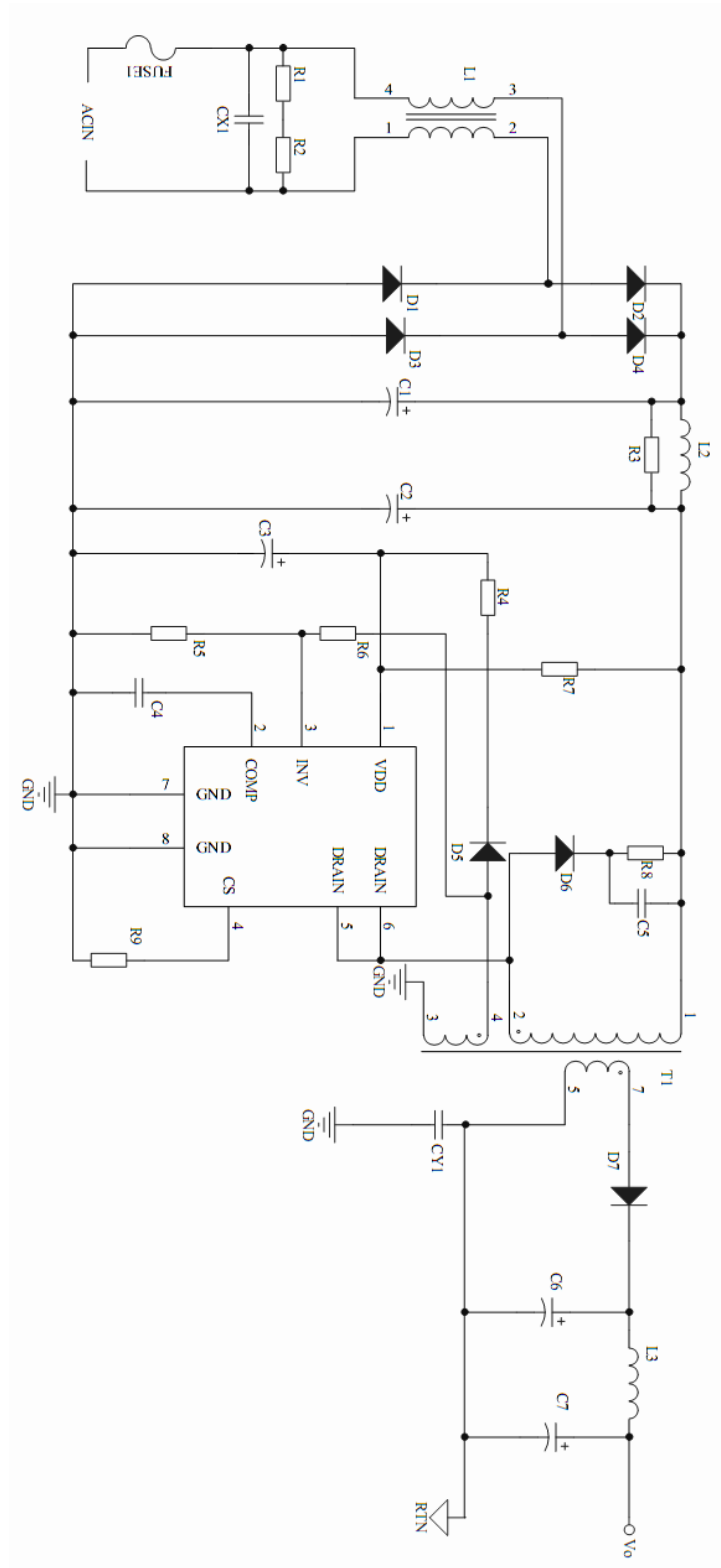 FUSE1
ACIN
CX1
R1
R2
L1
4
3
1
2
D1
D2
D3
D4
C1
L2
R3
C2
C3
R4
R5
R6
R7
C4
2
3
1
COMP
INV
VDD
GND
7
GND
8
GND
CS
DRAIN
DRAIN
4
5
6
R9
D5
D6
R8
C5
GND
3
4
2
1
T1
5
7
GND
CY1
D7
C6
+
L3
C7
+
RTN
Vo
+
+
+